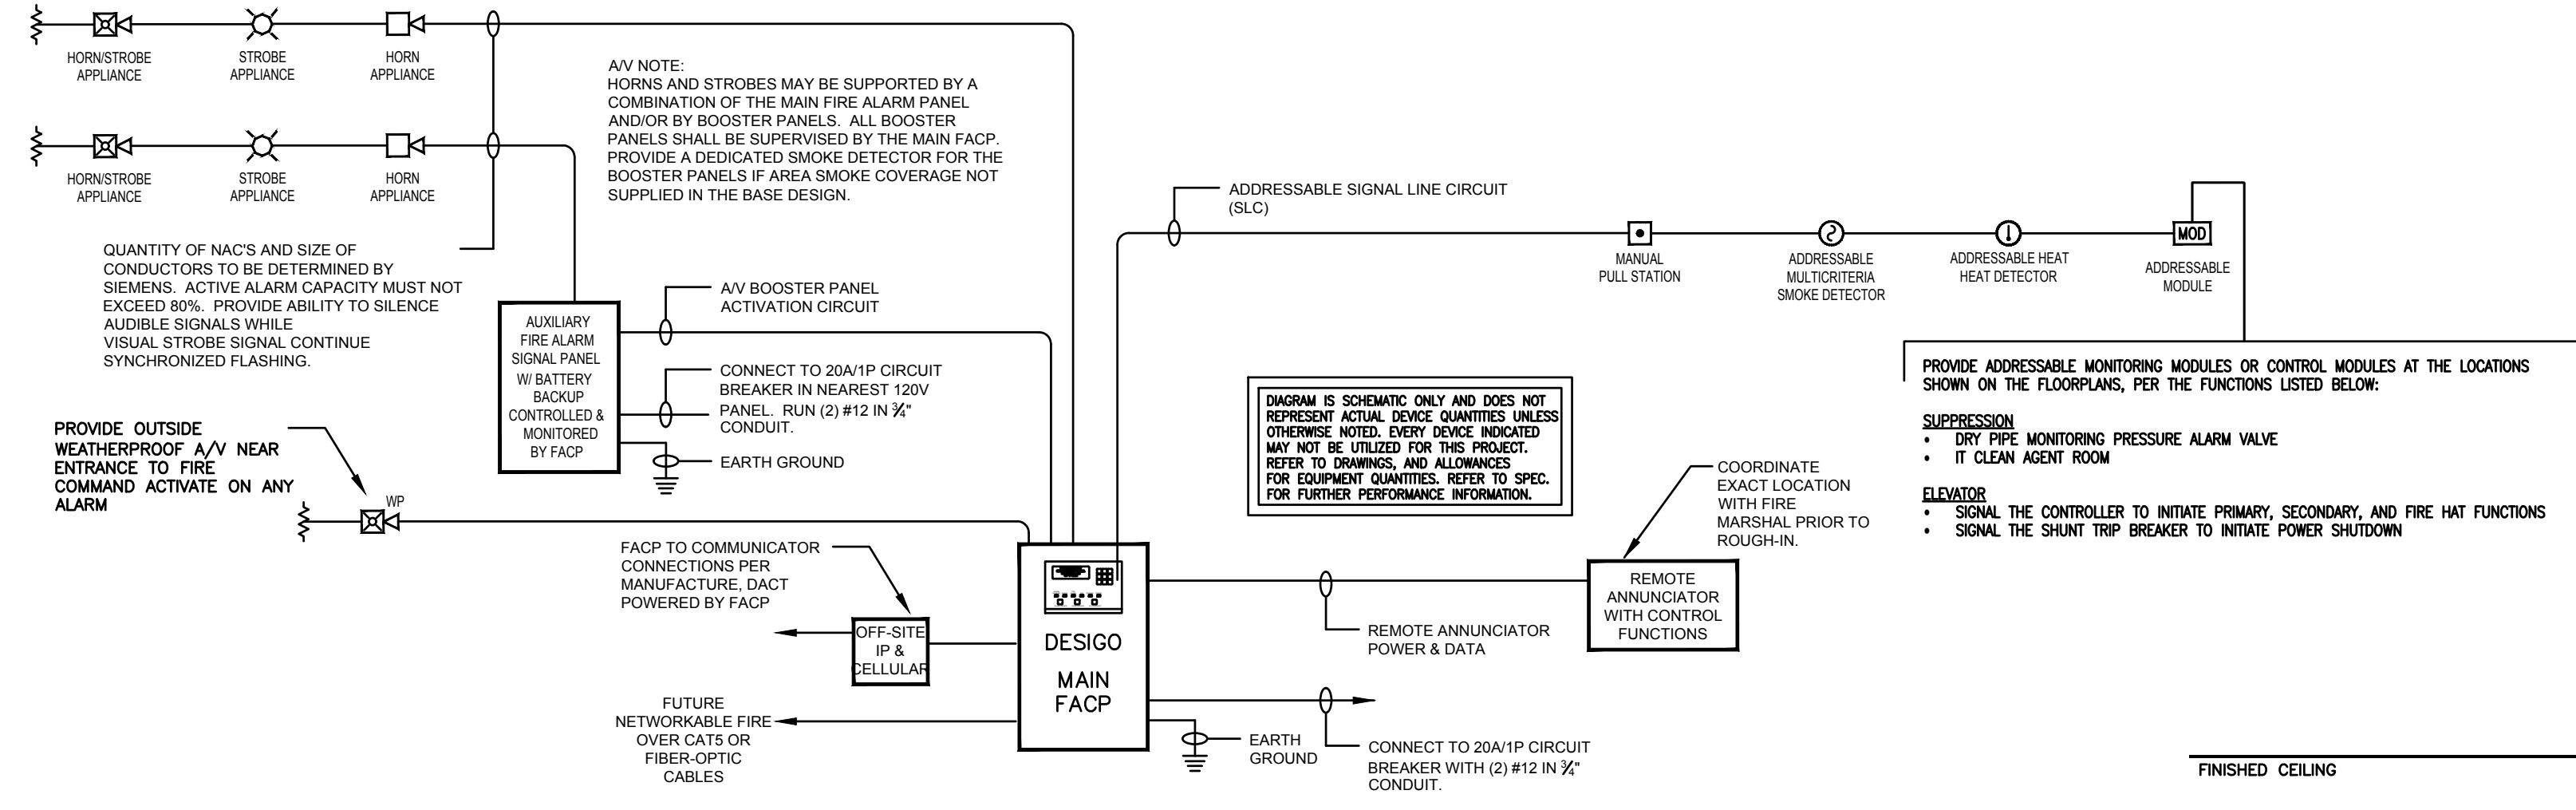 HORN/STROBE
APPLIANCE
STROBE
APPLIANCE
HORN
APPLIANCE
HORN/STROBE
APPLIANCE
STROBE
APPLIANCE
HORN
APPLIANCE
A/V NOTE:
HORNS AND STROBES MAY BE SUPPORTED BY A
COMBINATION OF THE MAIN FIRE ALARM PANEL
AND/OR BY BOOSTER PANELS. ALL BOOSTER
PANELS SHALL BE SUPERVISED BY THE MAIN FACP.
PROVIDE A DEDICATED SMOKE DETECTOR FOR THE
BOOSTER PANELS IF AREA SMOKE COVERAGE NOT
SUPPLIED IN THE BASE DESIGN.
QUANTITY OF NAC'S AND SIZE OF
CONDUCTORS TO BE DETERMINED BY
SIEMENS. ACTIVE ALARM CAPACITY MUST NOT
EXCEED 80%. PROVIDE ABILITY TO SILENCE
AUDIBLE SIGNALS WHILE
VISUAL STROBE SIGNAL CONTINUE
SYNCHRONIZED FLASHING.
AUXILIARY
FIRE ALARM
SIGNAL PANEL
W/ BATTERY
BACKUP
CONTROLLED &
MONITORED
BY FACP
A/V BOOSTER PANEL
ACTIVATION CIRCUIT
CONNECT TO 20A/1P CIRCUIT
BREAKER IN NEAREST 120V
PANEL. RUN (2) #12 IN ¾"
CONDUIT.
EARTH GROUND
PROVIDE OUTSIDE
WEATHERPROOF A/V NEAR
ENTRANCE TO FIRE
COMMAND ACTIVATE ON ANY
ALARM
WP
FACP TO COMMUNICATOR
CONNECTIONS PER
MANUFACTURE, DACT
POWERED BY FACP
OFF-SITE
IP &
CELLULAR
FUTURE
NETWORKABLE FIRE
OVER CAT5 OR
FIBER-OPTIC
CABLES
DESIGO
MAIN
FACP
EARTH
GROUND
ADDRESSABLE SIGNAL LINE CIRCUIT
(SLC)
MANUAL
PULL STATION
ADDRESSABLE
MULTICRITERIA
SMOKE DETECTOR
ADDRESSABLE HEAT
HEAT DETECTOR
MOD
ADDRESSABLE
MODULE
DIAGRAM IS SCHEMATIC ONLY AND DOES NOT
REPRESENT ACTUAL DEVICE QUANTITIES UNLESS
OTHERWISE NOTED. EVERY DEVICE INDICATED
MAY NOT BE UTILIZED FOR THIS PROJECT.
REFER TO DRAWINGS, AND ALLOWANCES
FOR EQUIPMENT QUANTITIES. REFER TO SPEC.
FOR FURTHER PERFORMANCE INFORMATION.
COORDINATE
EXACT LOCATION
WITH FIRE
MARSHAL PRIOR TO
ROUGH-IN.
REMOTE
ANNUNCIATOR
WITH CONTROL
FUNCTIONS
REMOTE ANNUNCIATOR
POWER & DATA
CONNECT TO 20A/1P CIRCUIT
BREAKER WITH (2) #12 IN ¾"
CONDUIT.
PROVIDE ADDRESSABLE MONITORING MODULES OR CONTROL MODULES AT THE LOCATIONS
SHOWN ON THE FLOORPLANS, PER THE FUNCTIONS LISTED BELOW:
SUPPRESSION
• DRY PIPE MONITORING PRESSURE ALARM VALVE
• IT CLEAN AGENT ROOM
ELEVATOR
• SIGNAL THE CONTROLLER TO INITIATE PRIMARY, SECONDARY, AND FIRE HAT FUNCTIONS
• SIGNAL THE SHUNT TRIP BREAKER TO INITIATE POWER SHUTDOWN
FINISHED CEILING